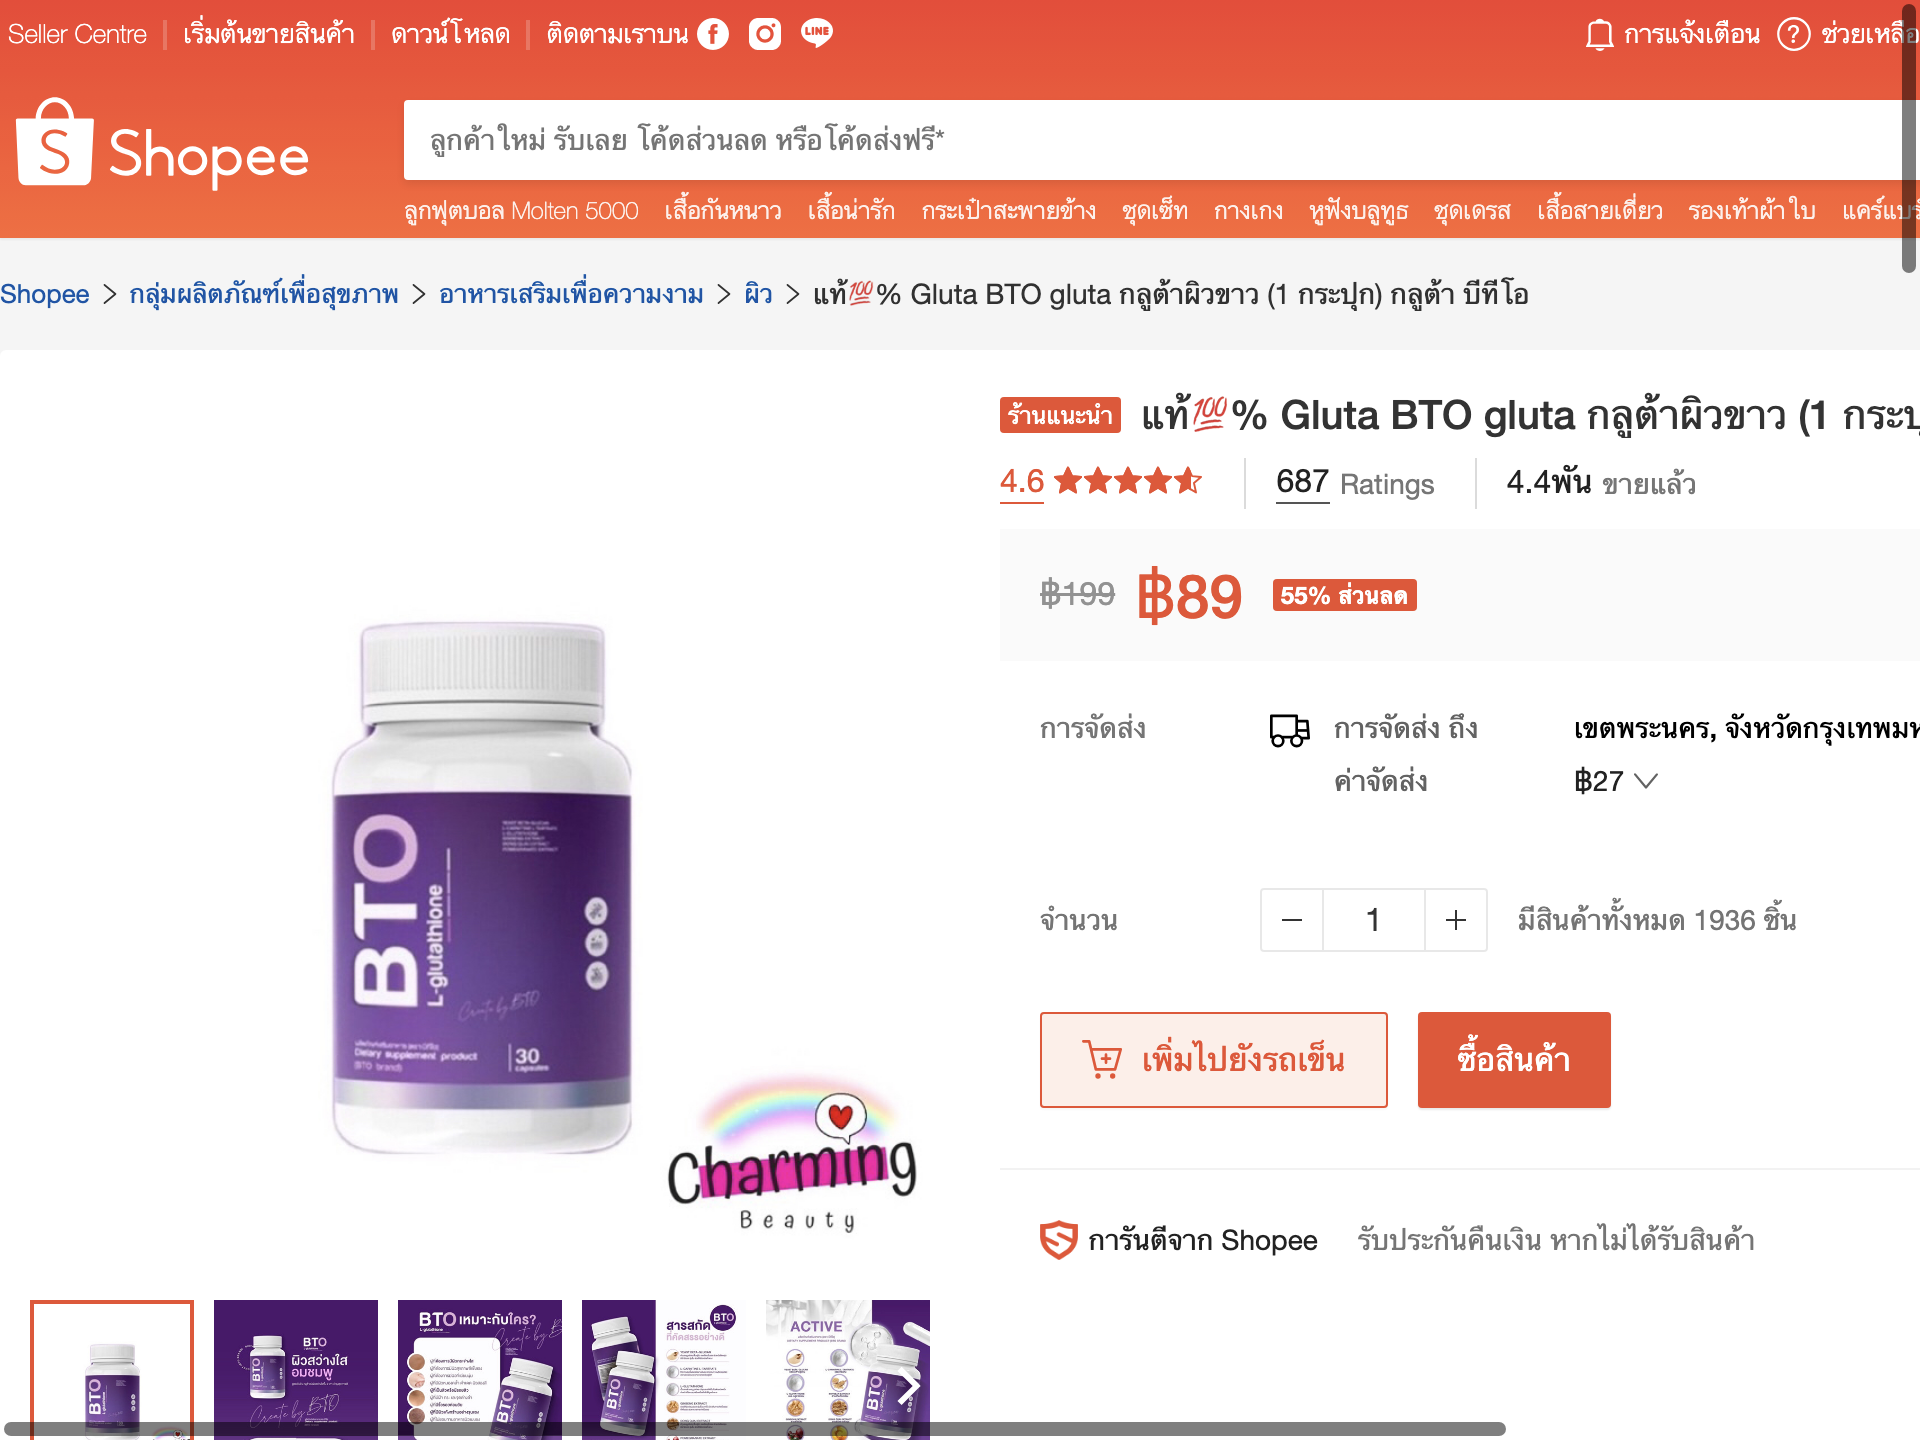 Seller Centre
เริ่มต้นขายสินค้า
ดาวน์โหลด
ติดตามเราบน
LINE
การแจ้งเตือน
ช่วยเหลือ
Shopee
ลูกค้าใหม่ รับเลย โค้ดส่วนลด หรือโค้ดส่งฟรี*
ลูกฟุตบอล Molten 5000 เสื้อกันหนาว เสื้อน่ารัก กระเป๋าสะพายข้าง ชุดเซ็ท กางเกง หูฟังบลูทูธ ชุดเดรส เสื้อสายเดี่ยว รองเท้าผ้าใบ
Shopee > กลุ่มผลิตภัณฑ์เพื่อสุขภาพ > อาหารเสริมเพื่อความงาม > ผิว > แท้💯% Gluta BTO gluta กลูต้าผิวขาว (1 กระปุก) กลูต้า บีทีโอ
ร้านแนะนำ
แท้💯% Gluta BTO gluta กลูต้าผิวขาว (1 กระปุ
4.6
687 Ratings
4.4พัน ขายแล้ว
฿199 ฿89 55% ส่วนลด
การจัดส่ง
การจัดส่ง ถึง
เขตพระนคร, จังหวัดกรุงเทพมห
ค่าจัดส่ง
฿27
จำนวน
1
มีสินค้าทั้งหมด 1936 ชิ้น
เพิ่มไปยังรถเข็น
ซื้อสินค้า
การันตีจาก Shopee
รับประกันคืนเงิน หากไม่ได้รับสินค้า
BTO
L-glutathione
Create by BTO
Dietary supplement product
(BTO brand)
30
capsules
Charming
Beauty
BTO
BTO
BTO
ผิวสว่างใส
อมชมพู
Create by BTO
BTO เหมาะกับใคร?
L-glutathione
BTO
สารสกัด
ที่คัดสรรอย่างดี
BTO
BTO
ACTIVE
BTO